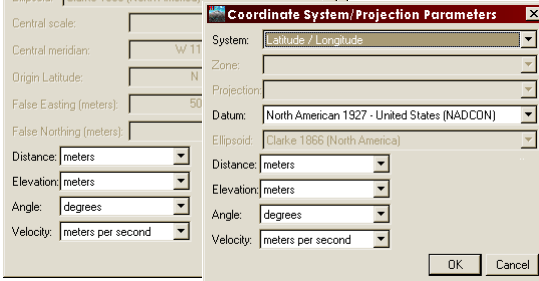 Central scale:
Central meridian: W 11
Origin Latitude: N
False Easting (meters): 50
False Northing (meters):
Distance: meters
Elevation: meters
Angle: degrees
Velocity: meters per second
Coordinate System/Projection Parameters
System: Latitude / Longitude
Zone:
Projection:
Datum: North American 1927 - United States (NADCON)
Ellipsoid: Clarke 1866 (North America)
Distance: meters
Elevation: meters
Angle: degrees
Velocity: meters per second
OK Cancel